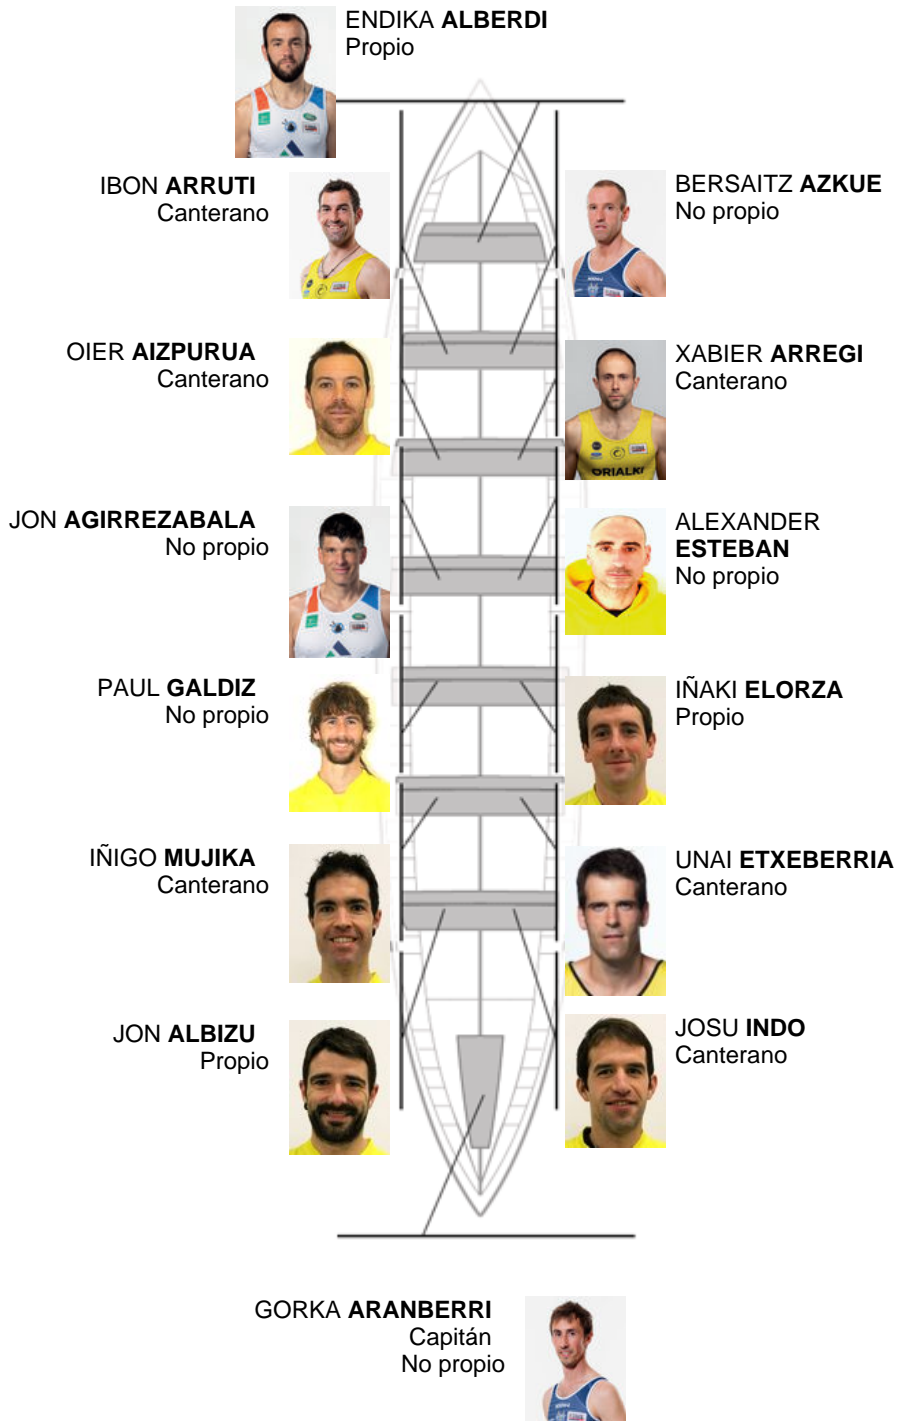 ENDIKA ALBERDI
Propio
IBON ARRUTI
Canterano
BERSAITZ AZKUE
No propio
OIER AIZPURUA
Canterano
XABIER ARREGI
Canterano
ORIALKI
JON AGIRREZABALA
No propio
ALEXANDER
ESTEBAN
No propio
PAUL GALDIZ
No propio
IÑAKI ELORZA
Propio
IÑIGO MUJIKA
Canterano
UNAI ETXEBERRIA
Canterano
JON ALBIZU
Propio
JOSU INDO
Canterano
GORKA ARANBERRI
Capitán
No propio